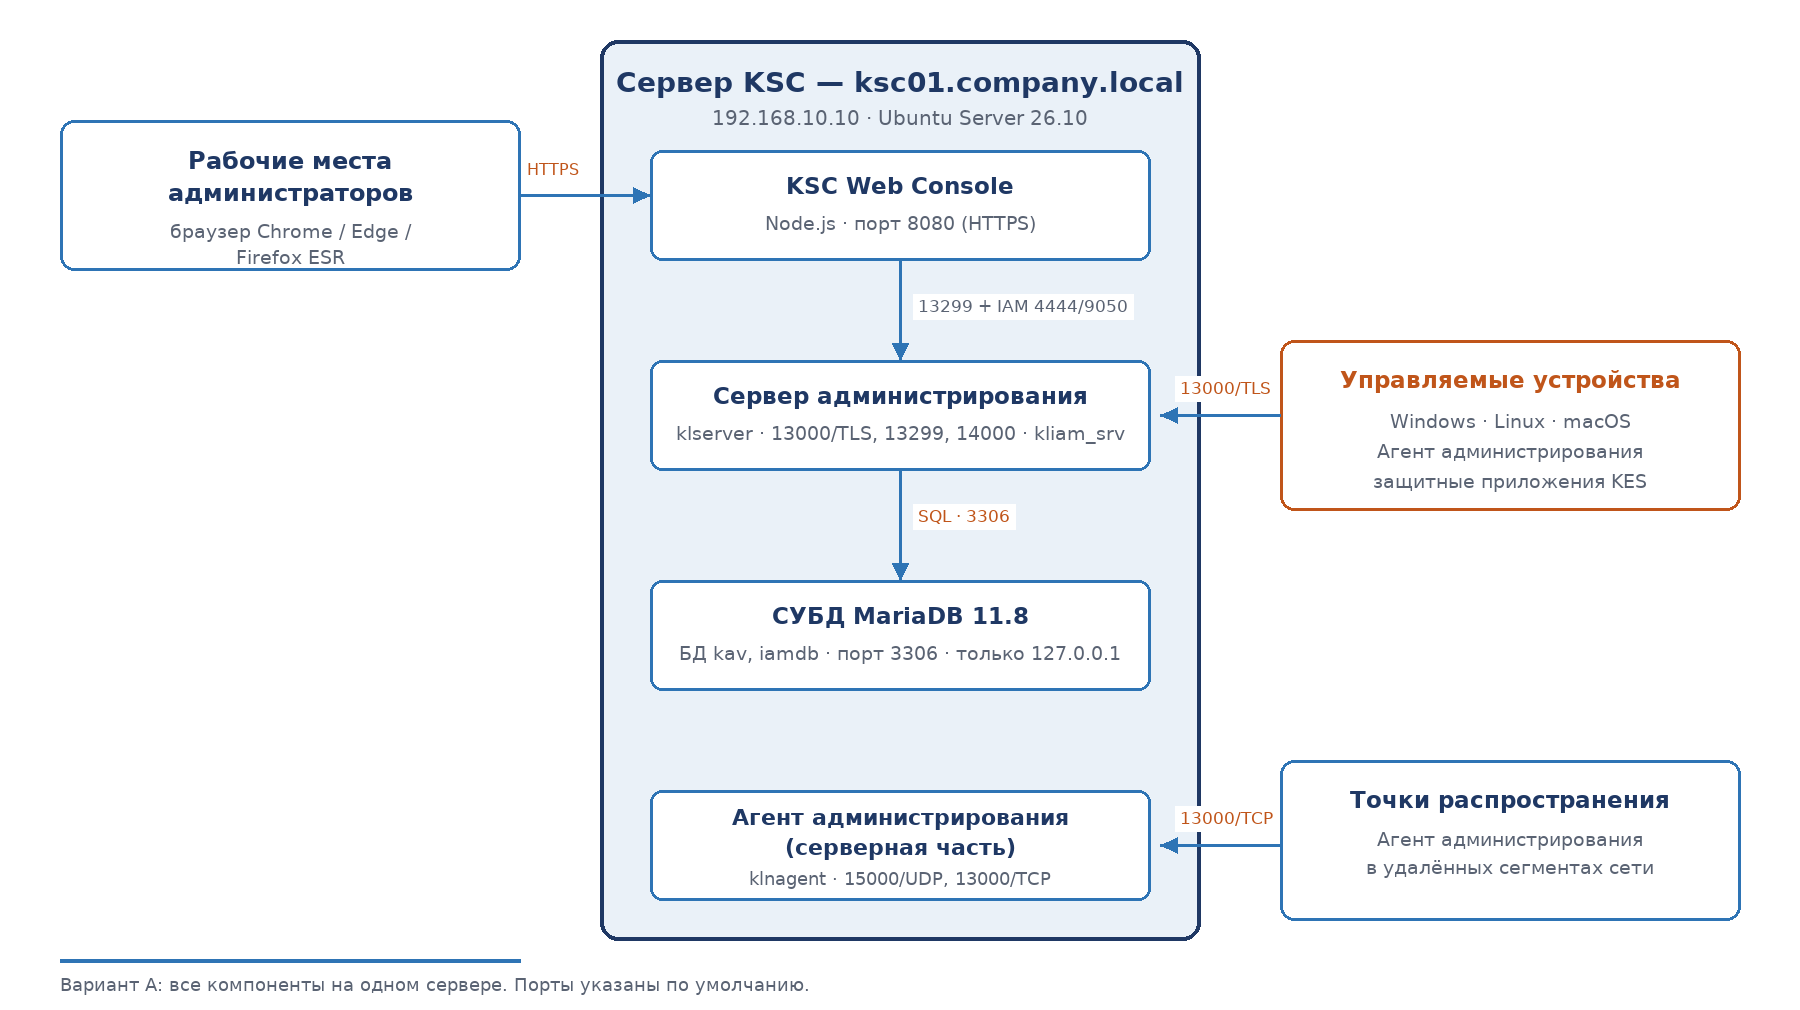 Сервер KSC — ksc01.company.local
192.168.10.10 · Ubuntu Server 26.10
Рабочие места
администраторов
браузер Chrome / Edge /
Firefox ESR
HTTPS
KSC Web Console
Node.js · порт 8080 (HTTPS)
13299 + IAM 4444/9050
Сервер администрирования
klserver · 13000/TLS, 13299, 14000 · kliam_srv
13000/TLS
Управляемые устройства
Windows · Linux · macOS
Агент администрирования
защитные приложения KES
SQL · 3306
СУБД MariaDB 11.8
БД kav, iamdb · порт 3306 · только 127.0.0.1
Агент администрирования
(серверная часть)
klnagent · 15000/UDP, 13000/TCP
13000/TCP
Точки распространения
Агент администрирования
в удалённых сегментах сети
Вариант А: все компоненты на одном сервере. Порты указаны по умолчанию.